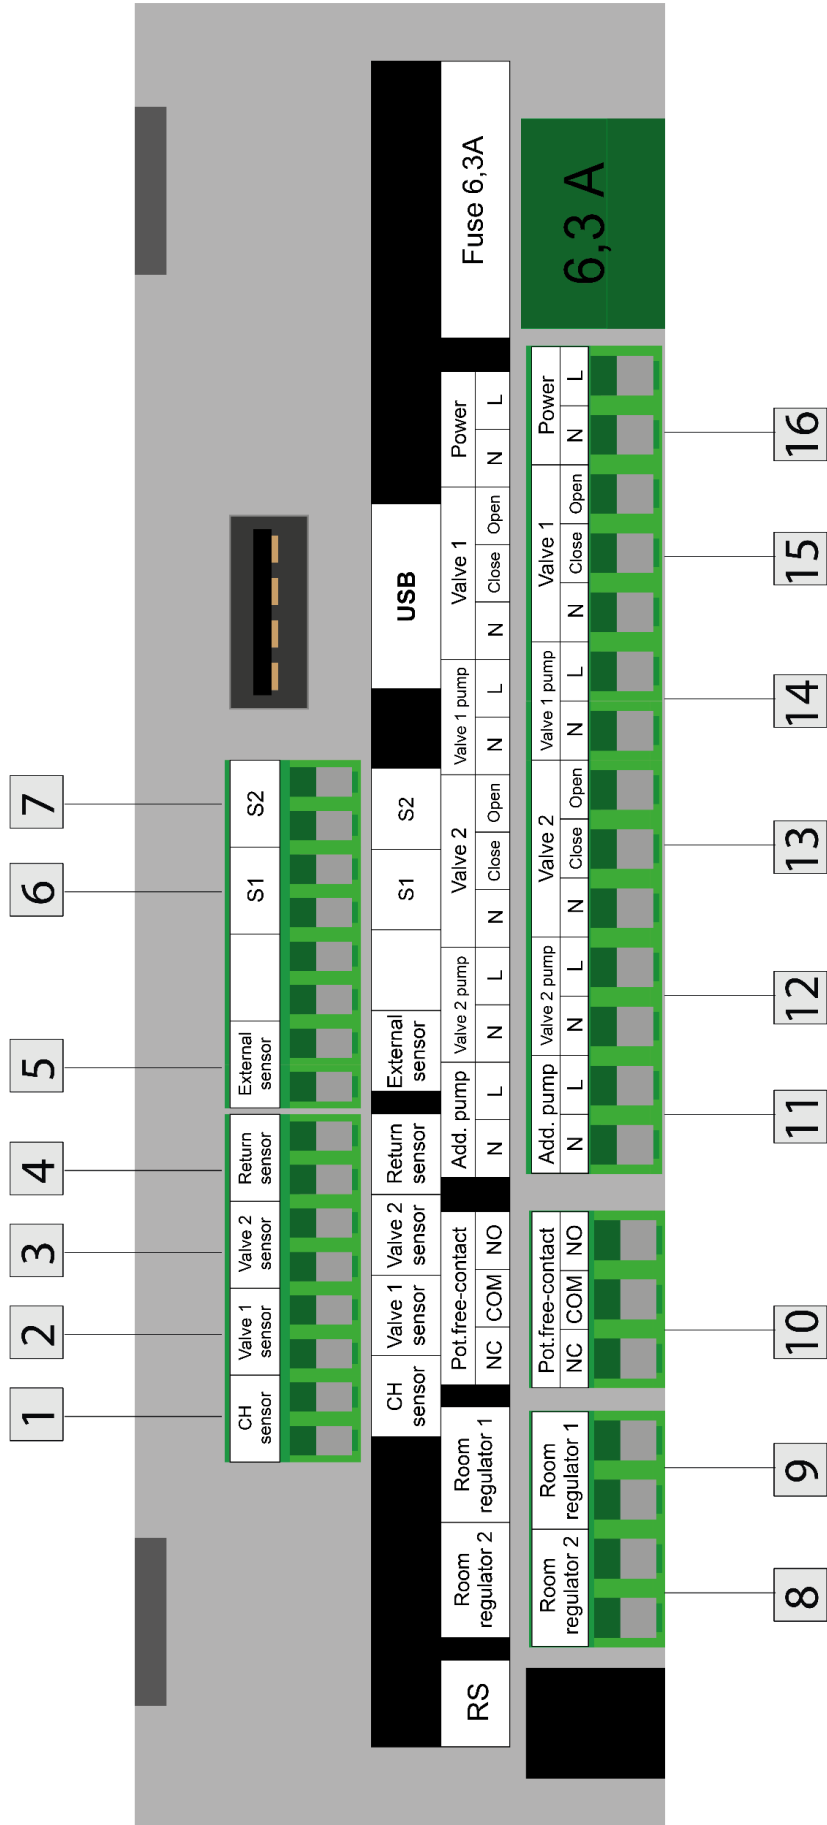 1 2 3 4 5 6 7
CH Valve 1 Valve 2 Return External S1 S2
sensor sensor sensor sensor sensor
CH Valve 1 Valve 2 Return External S1 S2 USB
sensor sensor sensor sensor sensor
RS Room Room Pot.free-contact Add. pump Valve 2 pump Valve 2 Valve 1 pump Valve 1 Power Fuse 6,3A
regulator 2 regulator 1 NC COM NO N L N L N Close Open N L N Close Open N L
Room Room Pot.free-contact Add. pump Valve 2 pump Valve 2 Valve 1 pump Valve 1 Power 6,3 A
regulator 2 regulator 1 NC COM NO N L N L N Close Open N L N Close Open N L
8 9 10 11 12 13 14 15 16